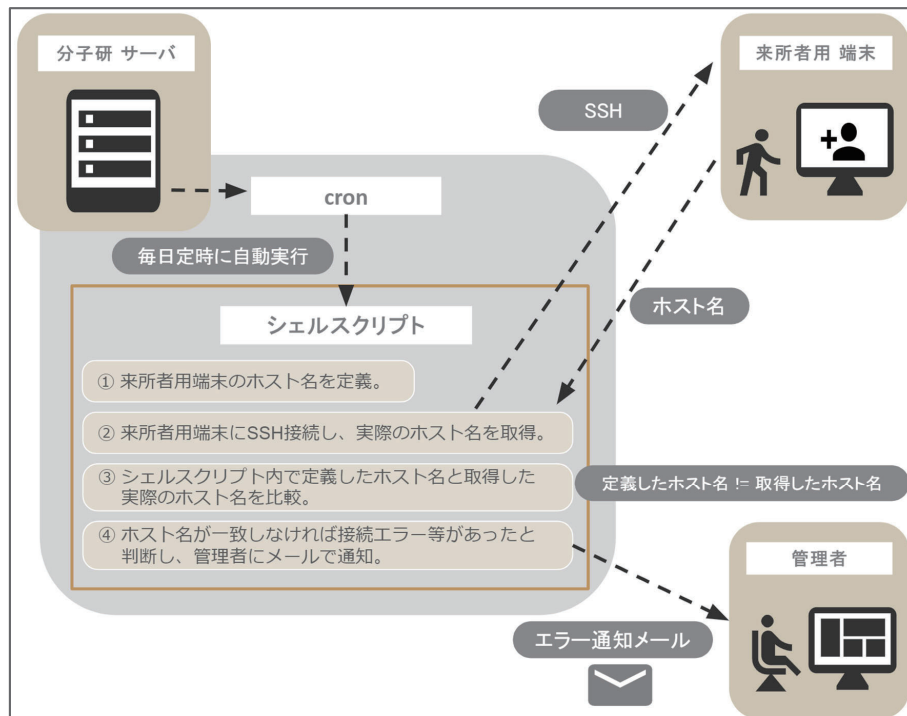 分子研 サーバ
来所者用 端末
SSH
cron
毎日定時に自動実行
ホスト名
シェルスクリプト
① 来所者用端末のホスト名を定義。
② 来所者用端末にSSH接続し、実際のホスト名を取得。
③ シェルスクリプト内で定義したホスト名と取得した
実際のホスト名を比較。
定義したホスト名 != 取得したホスト名
④ ホスト名が一致しなければ接続エラー等があったと
判断し、管理者にメールで通知。
管理者
エラー通知メール